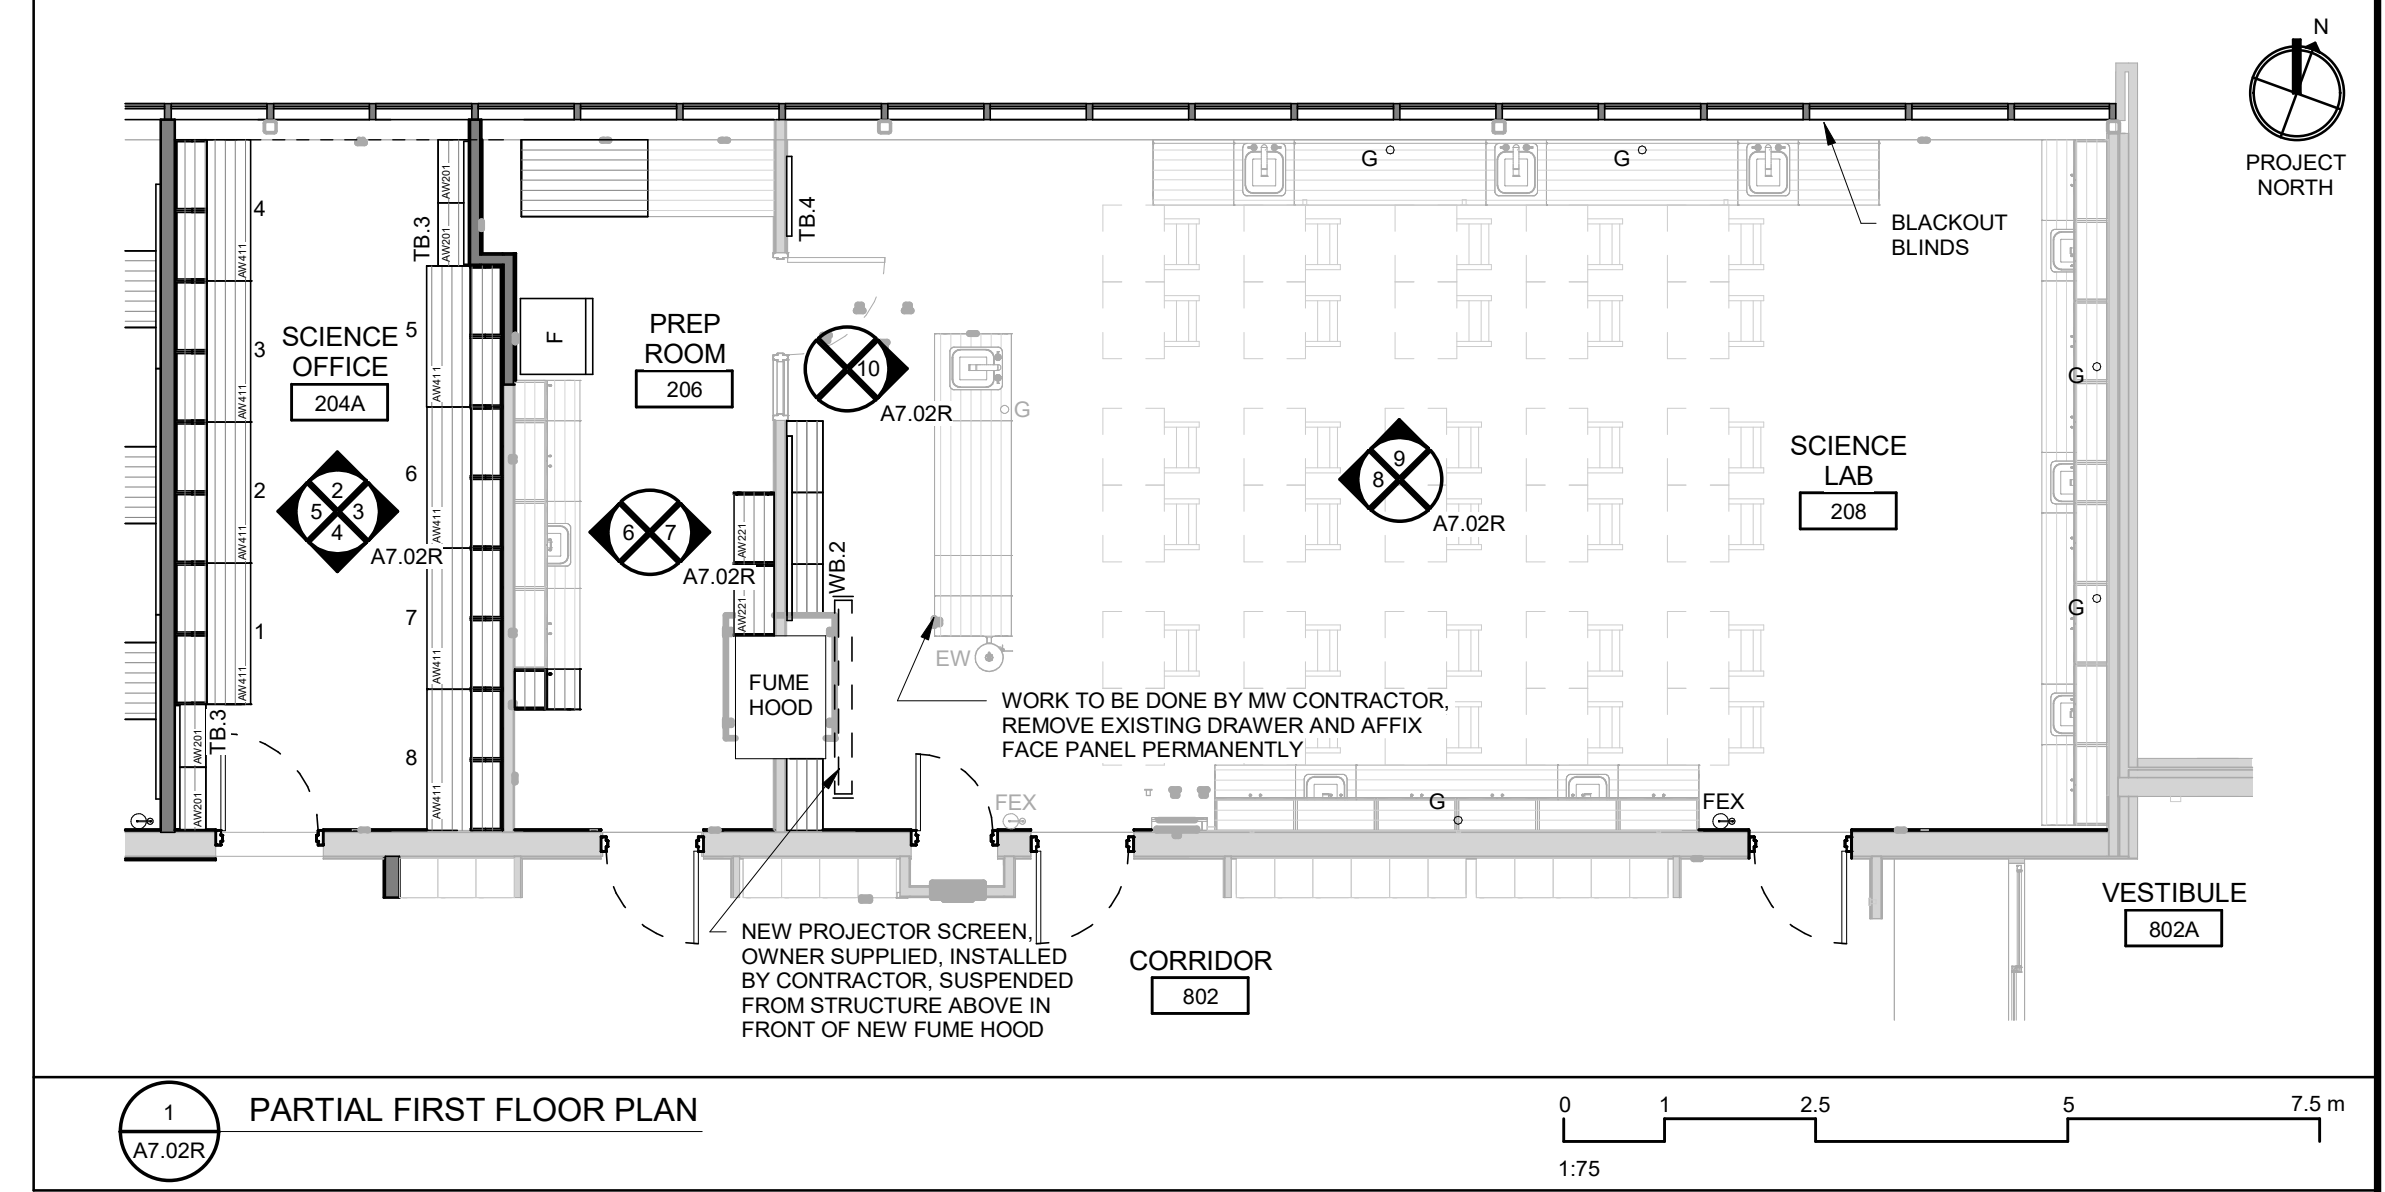 N
PROJECT
NORTH
BLACKOUT
BLINDS
4
3
2
1
AW411
AW411
AW411
AW411
AW201
AW201
TB.3
SCIENCE
OFFICE
204A
2
5 3
4
A7.02R
TB.3
AW201
AW201
5
6
7
8
AW411
AW411
AW411
AW411
F
PREP
ROOM
206
6 7
A7.02R
AW221
AW221
TB.4
10
A7.02R
WB.2
FUME
HOOD
G
EW
WORK TO BE DONE BY MW CONTRACTOR,
REMOVE EXISTING DRAWER AND AFFIX
FACE PANEL PERMANENTLY
G
G
9
8
A7.02R
SCIENCE
LAB
208
G
G
FEX
G
FEX
NEW PROJECTOR SCREEN,
OWNER SUPPLIED, INSTALLED
BY CONTRACTOR, SUSPENDED
FROM STRUCTURE ABOVE IN
FRONT OF NEW FUME HOOD
CORRIDOR
802
VESTIBULE
802A
1
A7.02R
PARTIAL FIRST FLOOR PLAN
0 1 2.5 5 7.5 m
1:75